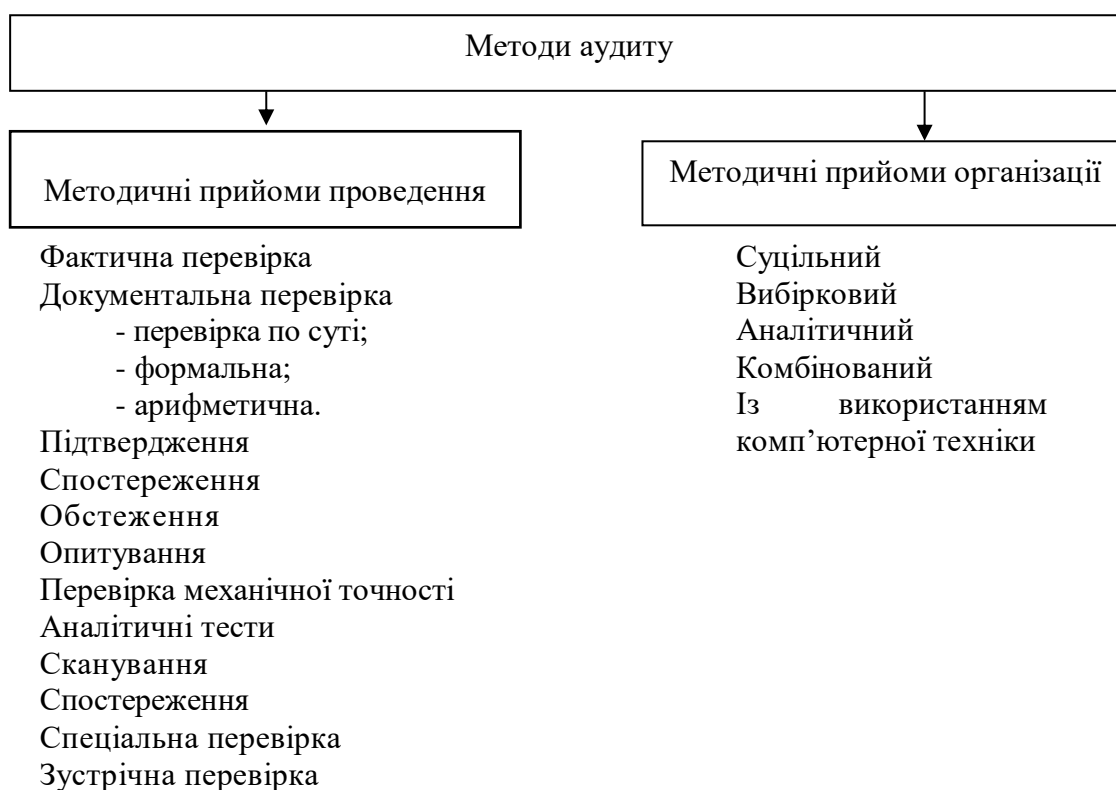 Методи аудиту
Методичні прийоми проведення
Методичні прийоми організації
Фактична перевірка
Документальна перевірка
- перевірка по суті;
- формальна;
- арифметична.
Підтвердження
Спостереження
Обстеження
Опитування
Перевірка механічної точності
Аналітичні тести
Сканування
Спостереження
Спеціальна перевірка
Зустрічна перевірка
Суцільний
Вибірковий
Аналітичний
Комбінований
Із використанням
комп’ютерної техніки